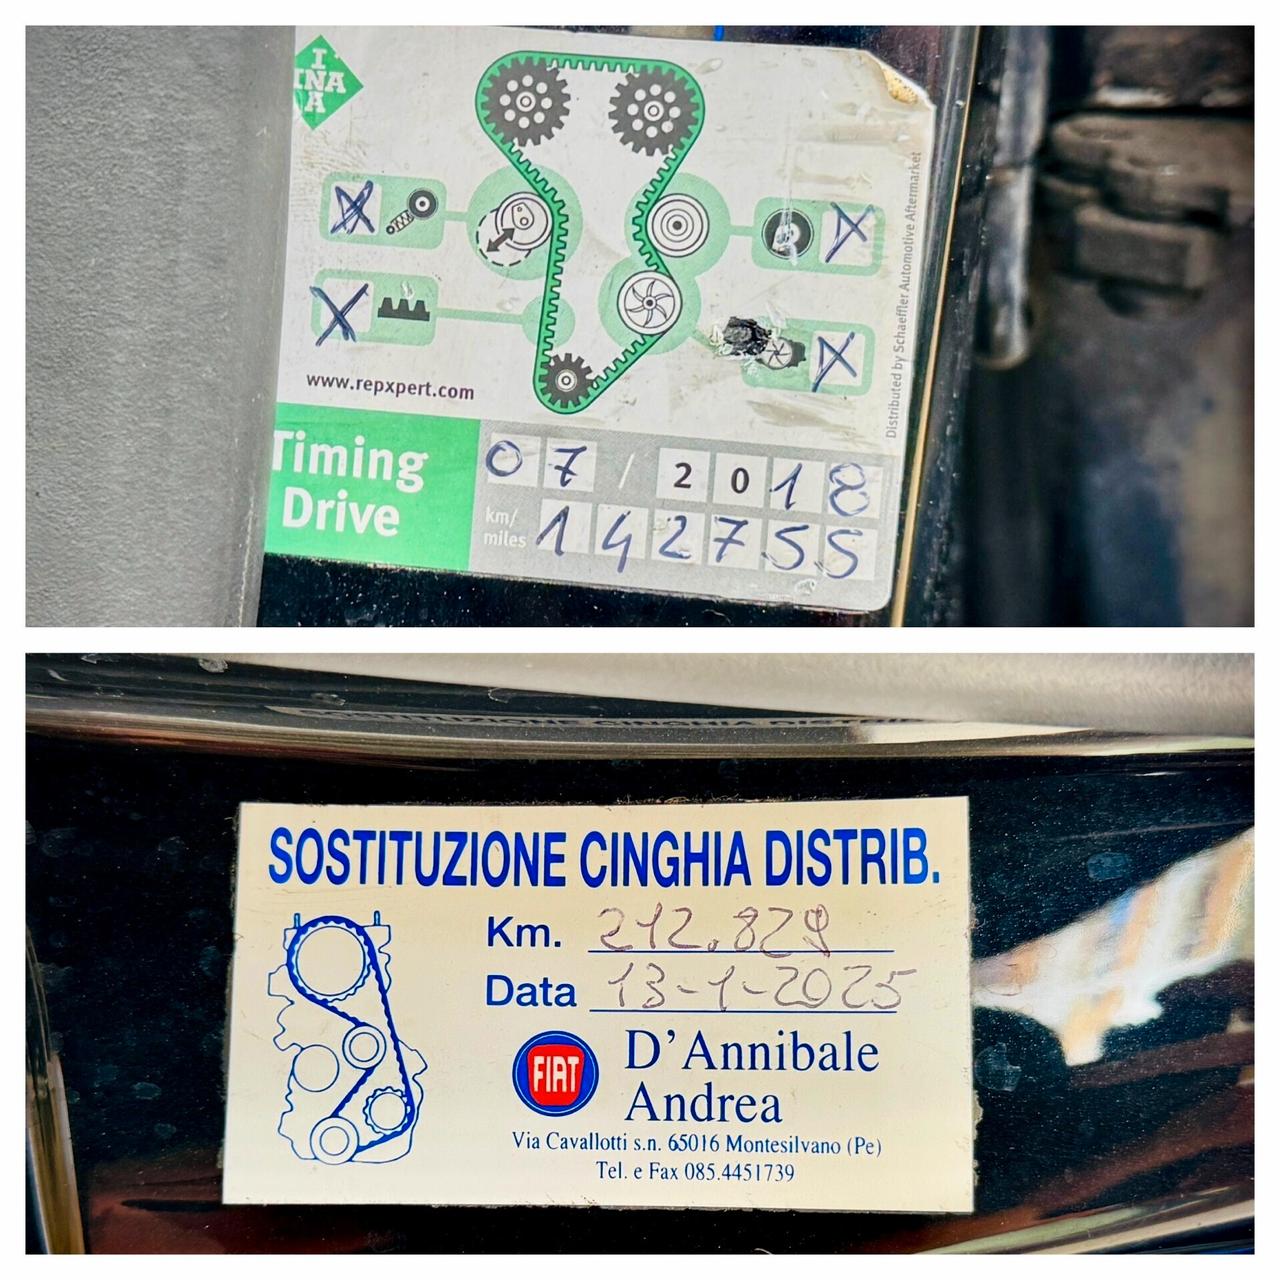 INA
INA
www.repxpert.com
Distributed by Schaeffler Automotive Aftermarket
Timing
Drive
07 / 2018
km/
miles
142755
SOSTITUZIONE CINGHIA DISTRIB.
Km. 212.829
Data 13-1-2025
FIAT
D'Annibale
Andrea
Via Cavallotti s.n. 65016 Montesilvano (Pe)
Tel. e Fax 085.4451739